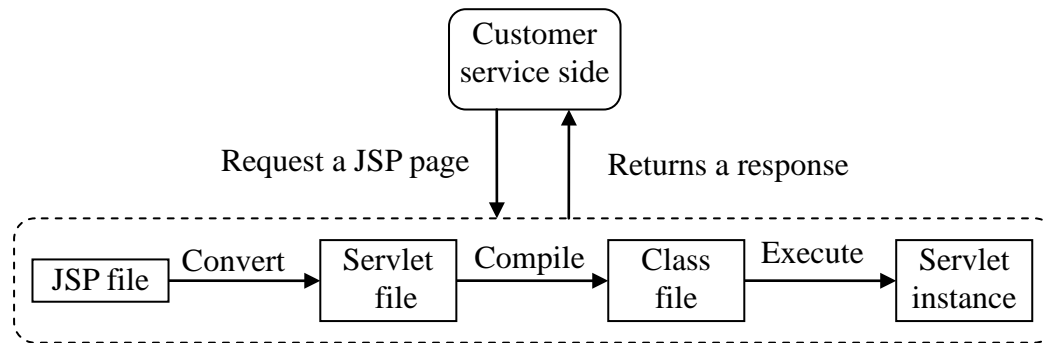 Customer
service side
Request a JSP page
Returns a response
JSP file
Convert
Servlet
file
Compile
Class
file
Execute
Servlet
instance